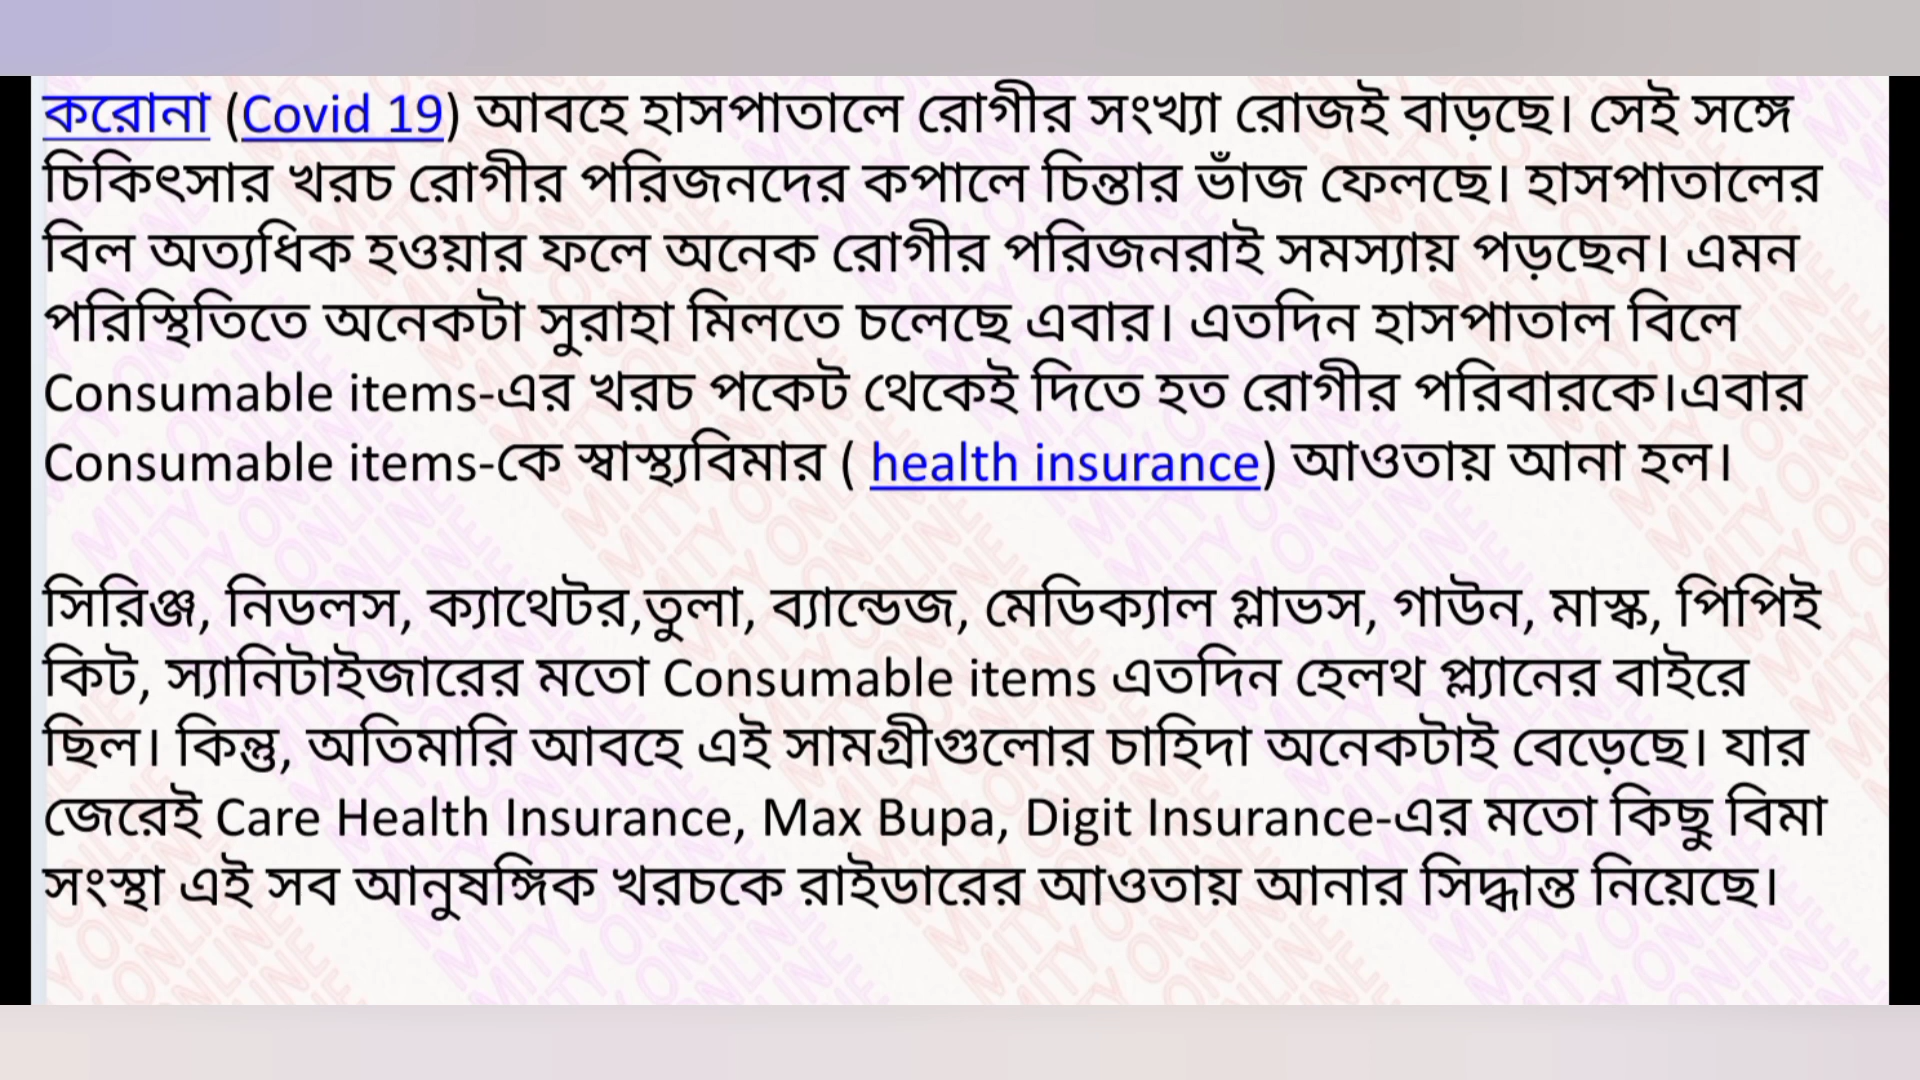 করোনা (Covid 19) আবহে হাসপাতালে রোগীর সংখ্যা রোজই বাড়ছে। সেই সঙ্গে
চিকিৎসার খরচ রোগীর পরিজনদের কপালে চিন্তার ভাঁজ ফেলছে। হাসপাতালের
বিল অত্যধিক হওয়ার ফলে অনেক রোগীর পরিজনরাই সমস্যায় পড়ছেন। এমন
পরিস্থিতিতে অনেকটা সুরাহা মিলতে চলেছে এবার। এতদিন হাসপাতাল বিলে
Consumable items-এর খরচ পকেট থেকেই দিতে হত রোগীর পরিবারকে।এবার
Consumable items-কে স্বাস্থ্যবিমার ( health insurance) আওতায় আনা হল।
সিরিঞ্জ, নিডলস, ক্যাথেটর,তুলা, ব্যান্ডেজ, মেডিক্যাল গ্লাভস, গাউন, মাস্ক, পিপিই
কিট, স্যানিটাইজারের মতো Consumable items এতদিন হেলথ প্ল্যানের বাইরে
ছিল। কিন্তু, অতিমারি আবহে এই সামগ্রীগুলোর চাহিদা অনেকটাই বেড়েছে। যার
জেরেই Care Health Insurance, Max Bupa, Digit Insurance-এর মতো কিছু বিমা
সংস্থা এই সব আনুষঙ্গিক খরচকে রাইডারের আওতায় আনার সিদ্ধান্ত নিয়েছে।